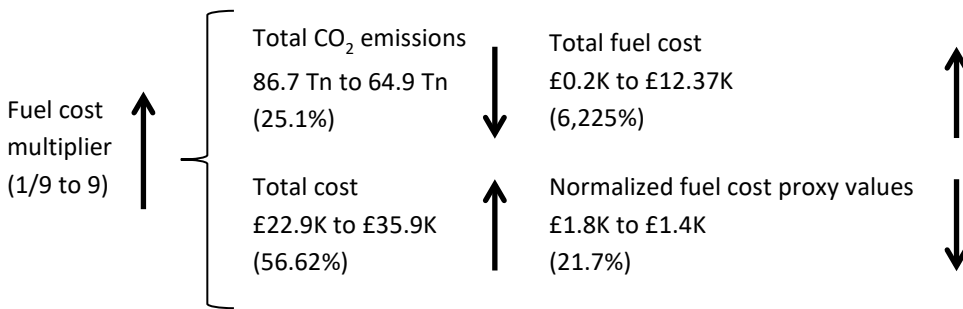 Fuel cost
multiplier
(1/9 to 9)
Total CO₂ emissions
86.7 Tn to 64.9 Tn
(25.1%)
Total fuel cost
£0.2K to £12.37K
(6,225%)
Total cost
£22.9K to £35.9K
(56.62%)
Normalized fuel cost proxy values
£1.8K to £1.4K
(21.7%)